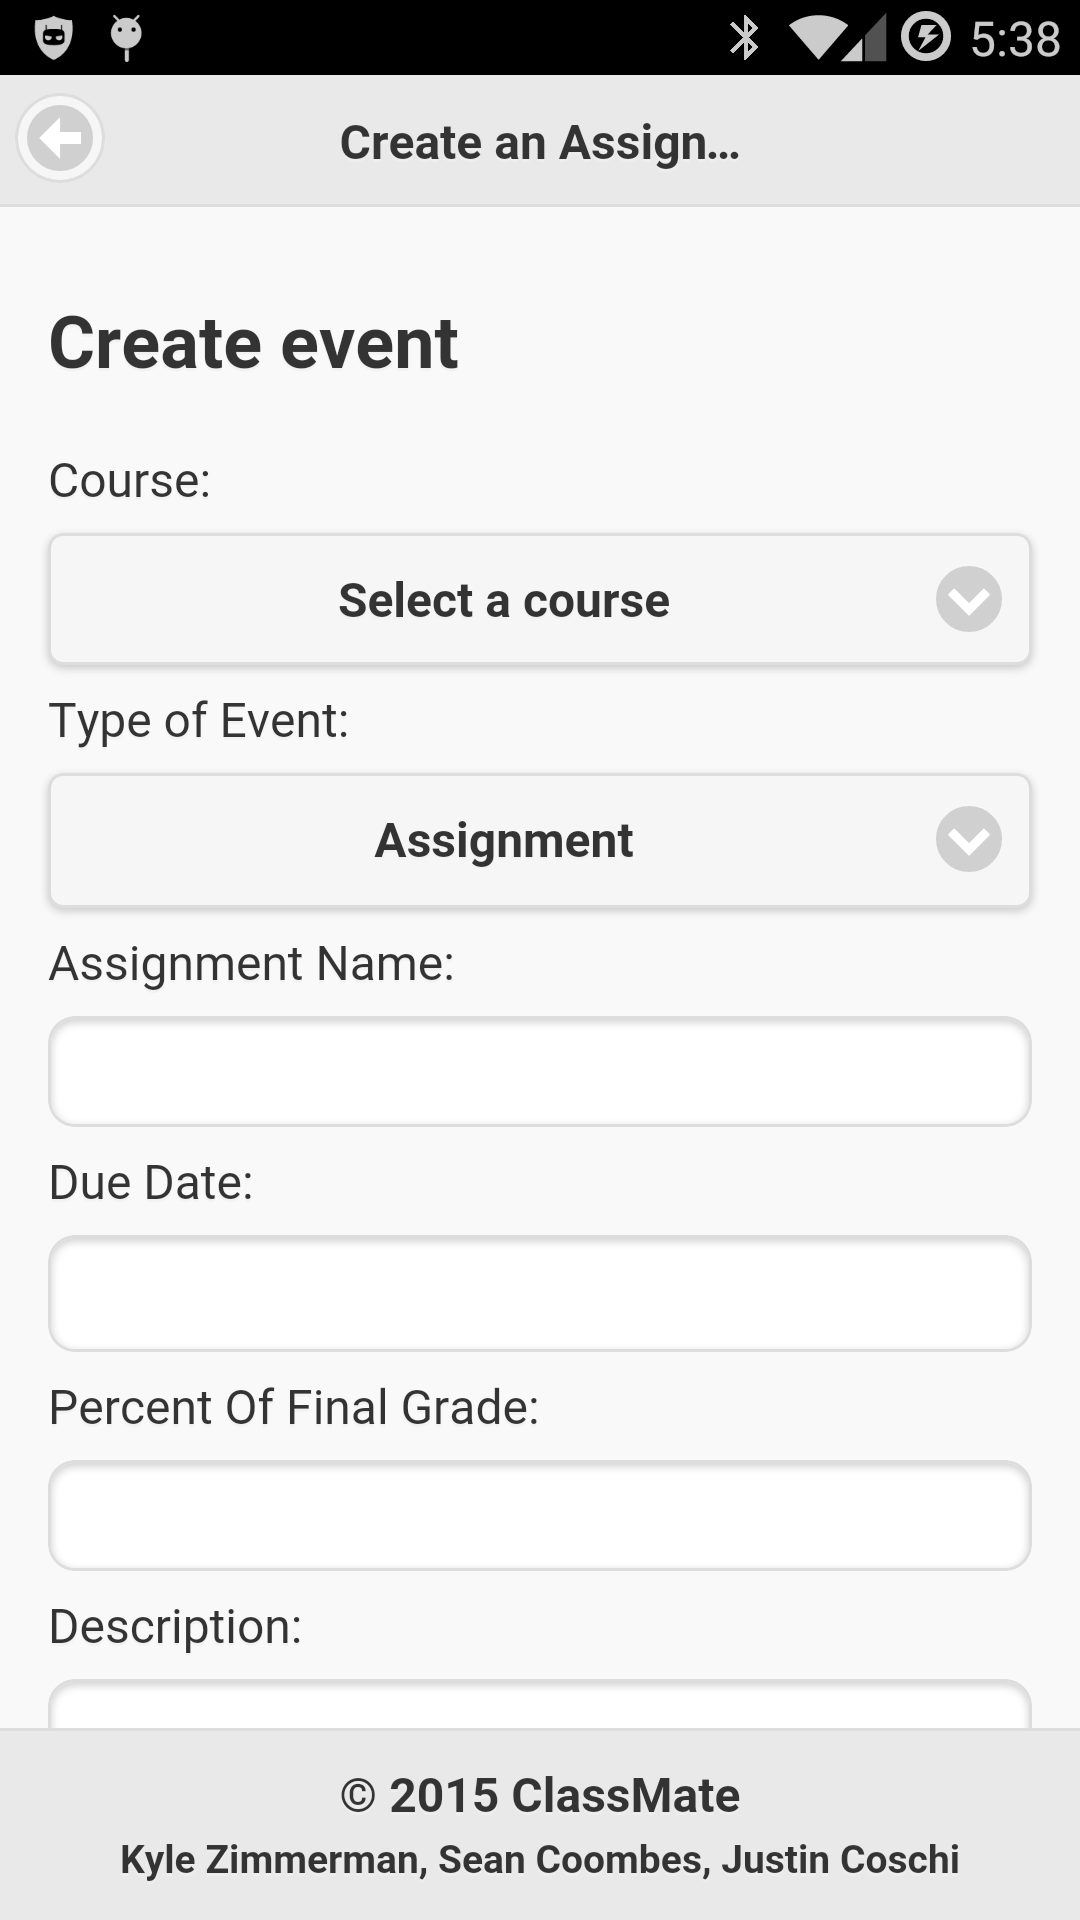 5:38
Create an Assign...
Create event
Course:
Select a course
Type of Event:
Assignment
Assignment Name:
Due Date:
Percent Of Final Grade:
Description:
© 2015 ClassMate
Kyle Zimmerman, Sean Coombes, Justin Coschi